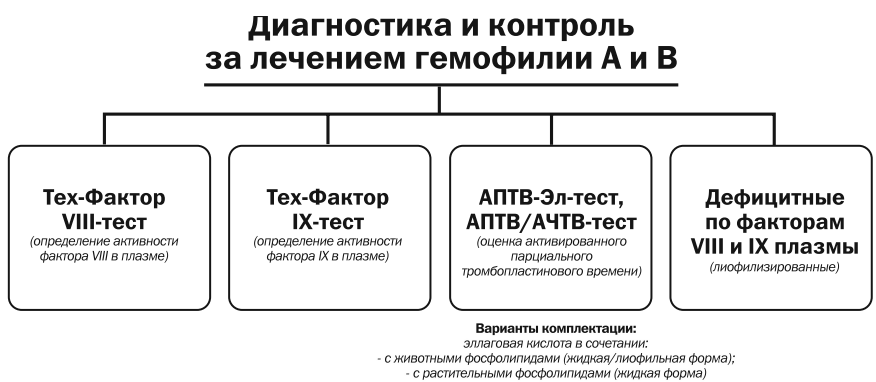 Диагностика и контроль
за лечением гемофилии А и В
Тех-Фактор
VIII-тест
(определение активности
фактора VIII в плазме)
Тех-Фактор
IX-тест
(определение активности
фактора IX в плазме)
АПТВ-Эл-тест,
АПТВ/АЧТВ-тест
(оценка активированного
парциального
тромбопластинового времени)
Дефицитные
по факторам
VIII и IX плазмы
(лиофилизированные)
Варианты комплектации:
эллаговая кислота в сочетании:
- с животными фосфолипидами (жидкая/лиофильная форма);
- с растительными фосфолипидами (жидкая форма)